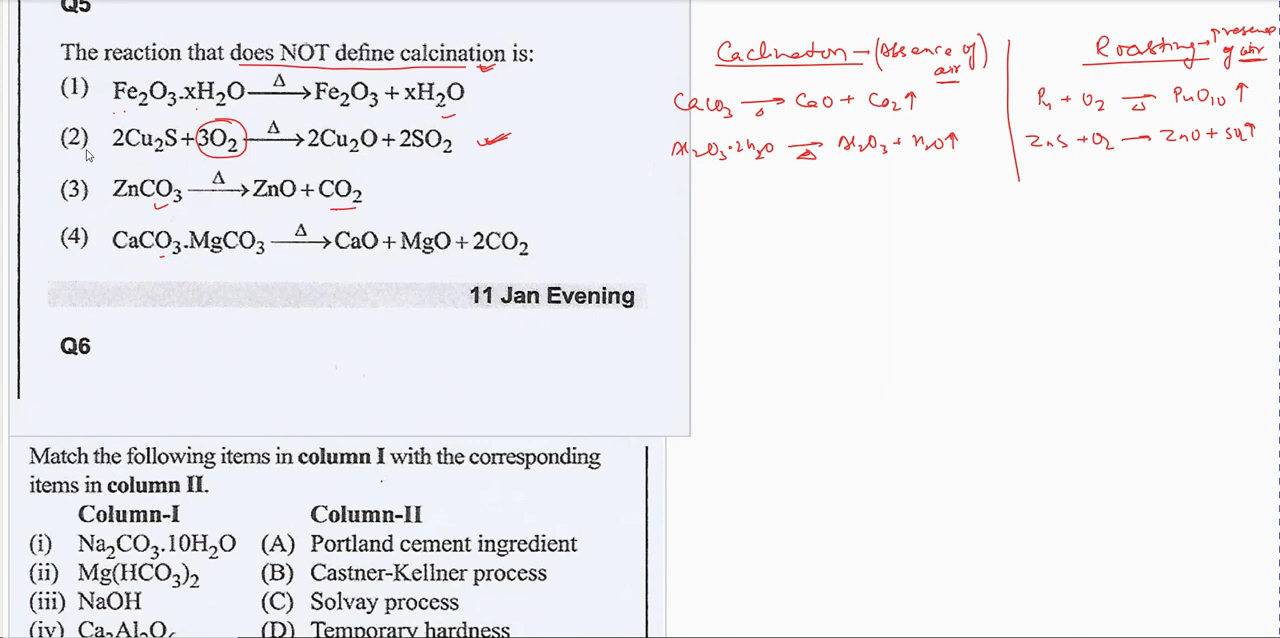 Q5
The reaction that does NOT define calcination is:
(1) Fe₂O₃.xH₂O —Δ→ Fe₂O₃ + xH₂O
(2) 2Cu₂S + 3O₂ —Δ→ 2Cu₂O + 2SO₂
(3) ZnCO₃ —Δ→ ZnO + CO₂
(4) CaCO₃.MgCO₃ —Δ→ CaO + MgO + 2CO₂
11 Jan Evening
Q6
Match the following items in column I with the corresponding
items in column II.
Column-I Column-II
(i) Na₂CO₃.10H₂O (A) Portland cement ingredient
(ii) Mg(HCO₃)₂ (B) Castner-Kellner process
(iii) NaOH (C) Solvay process
(iv) Ca₃Al₂O₆ (D) Temporary hardness
Caclination – (Absence of
air)
CaCO₃ —Δ→ CaO + CO₂↑
Al₂O₃·2H₂O —Δ→ Al₂O₃ + H₂O↑
Roasting → presence
of air
P₄ + O₂ —Δ→ P₄O₁₀↑
ZnS + O₂ → ZnO + SO₂↑